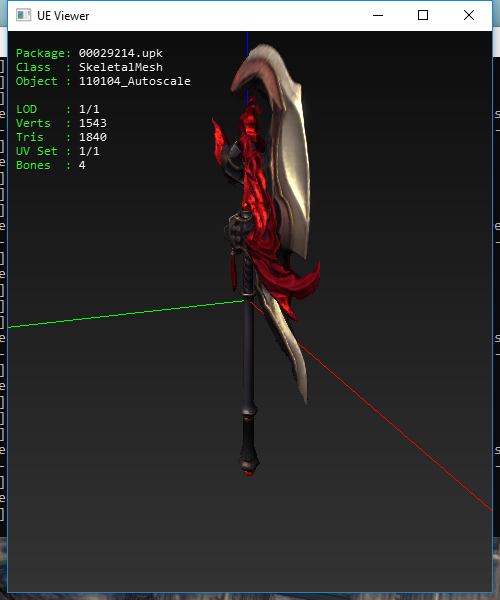 UE Viewer
Package: 00029214.upk
Class  : SkeletalMesh
Object : 110104_Autoscale
LOD    : 1/1
Verts  : 1543
Tris   : 1840
UV Set : 1/1
Bones  : 4